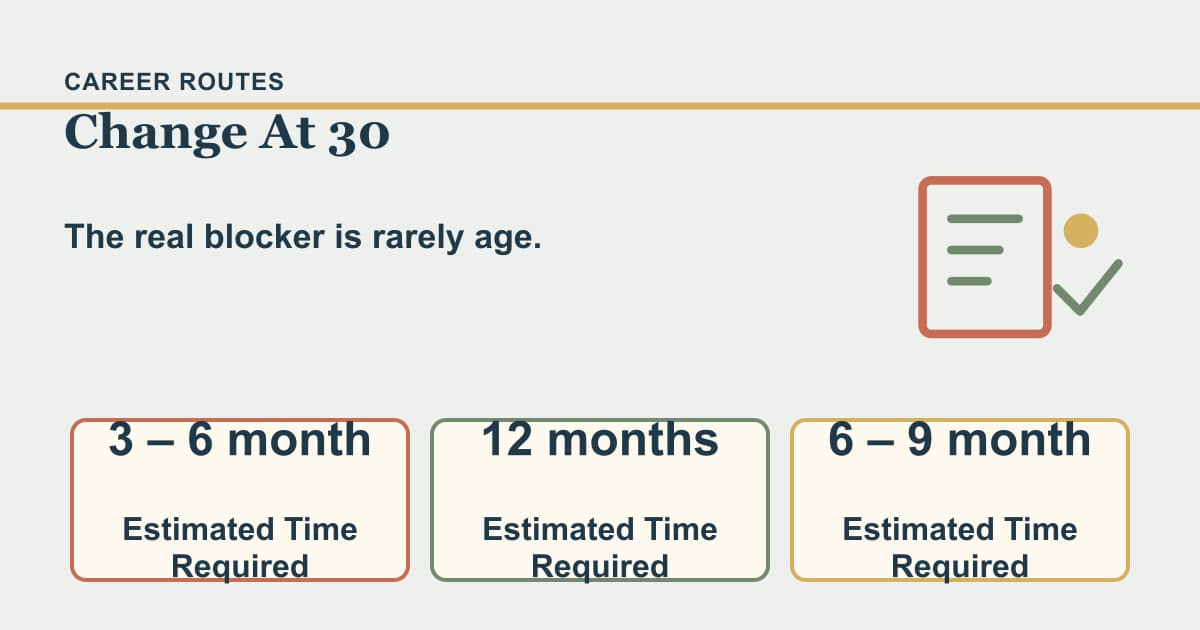 CAREER ROUTES
Change At 30
The real blocker is rarely age.
3 – 6 month
Estimated Time
Required
12 months
Estimated Time
Required
6 – 9 month
Estimated Time
Required